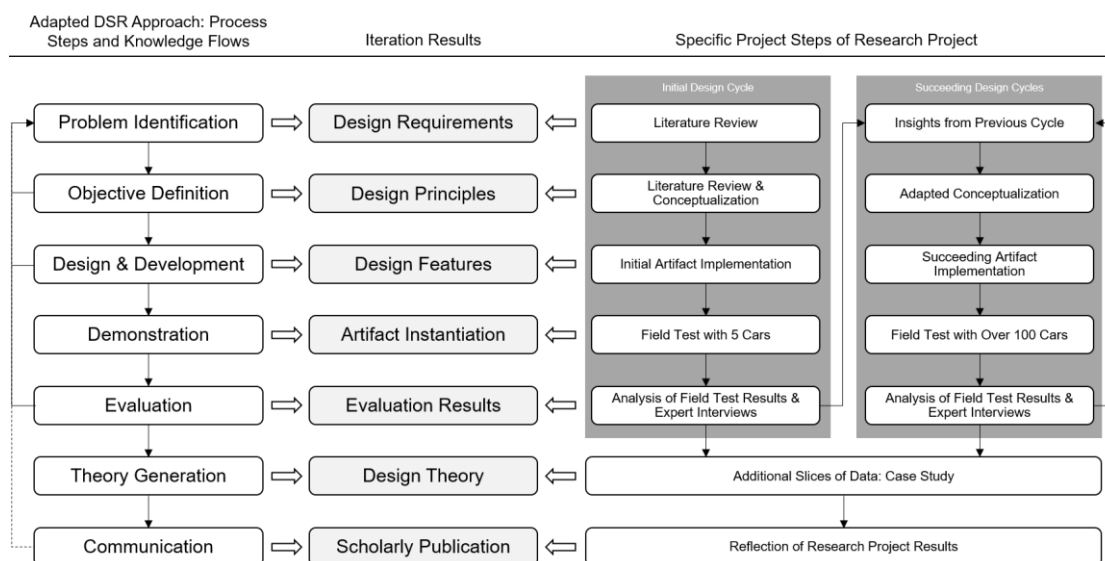 Adapted DSR Approach: Process
Steps and Knowledge Flows
Iteration Results
Specific Project Steps of Research Project
Initial Design Cycle
Succeeding Design Cycles
Problem Identification
Design Requirements
Literature Review
Insights from Previous Cycle
Objective Definition
Design Principles
Literature Review &
Conceptualization
Adapted Conceptualization
Design & Development
Design Features
Initial Artifact Implementation
Succeeding Artifact
Implementation
Demonstration
Artifact Instantiation
Field Test with 5 Cars
Field Test with Over 100 Cars
Evaluation
Evaluation Results
Analysis of Field Test Results &
Expert Interviews
Analysis of Field Test Results &
Expert Interviews
Theory Generation
Design Theory
Additional Slices of Data: Case Study
Communication
Scholarly Publication
Reflection of Research Project Results